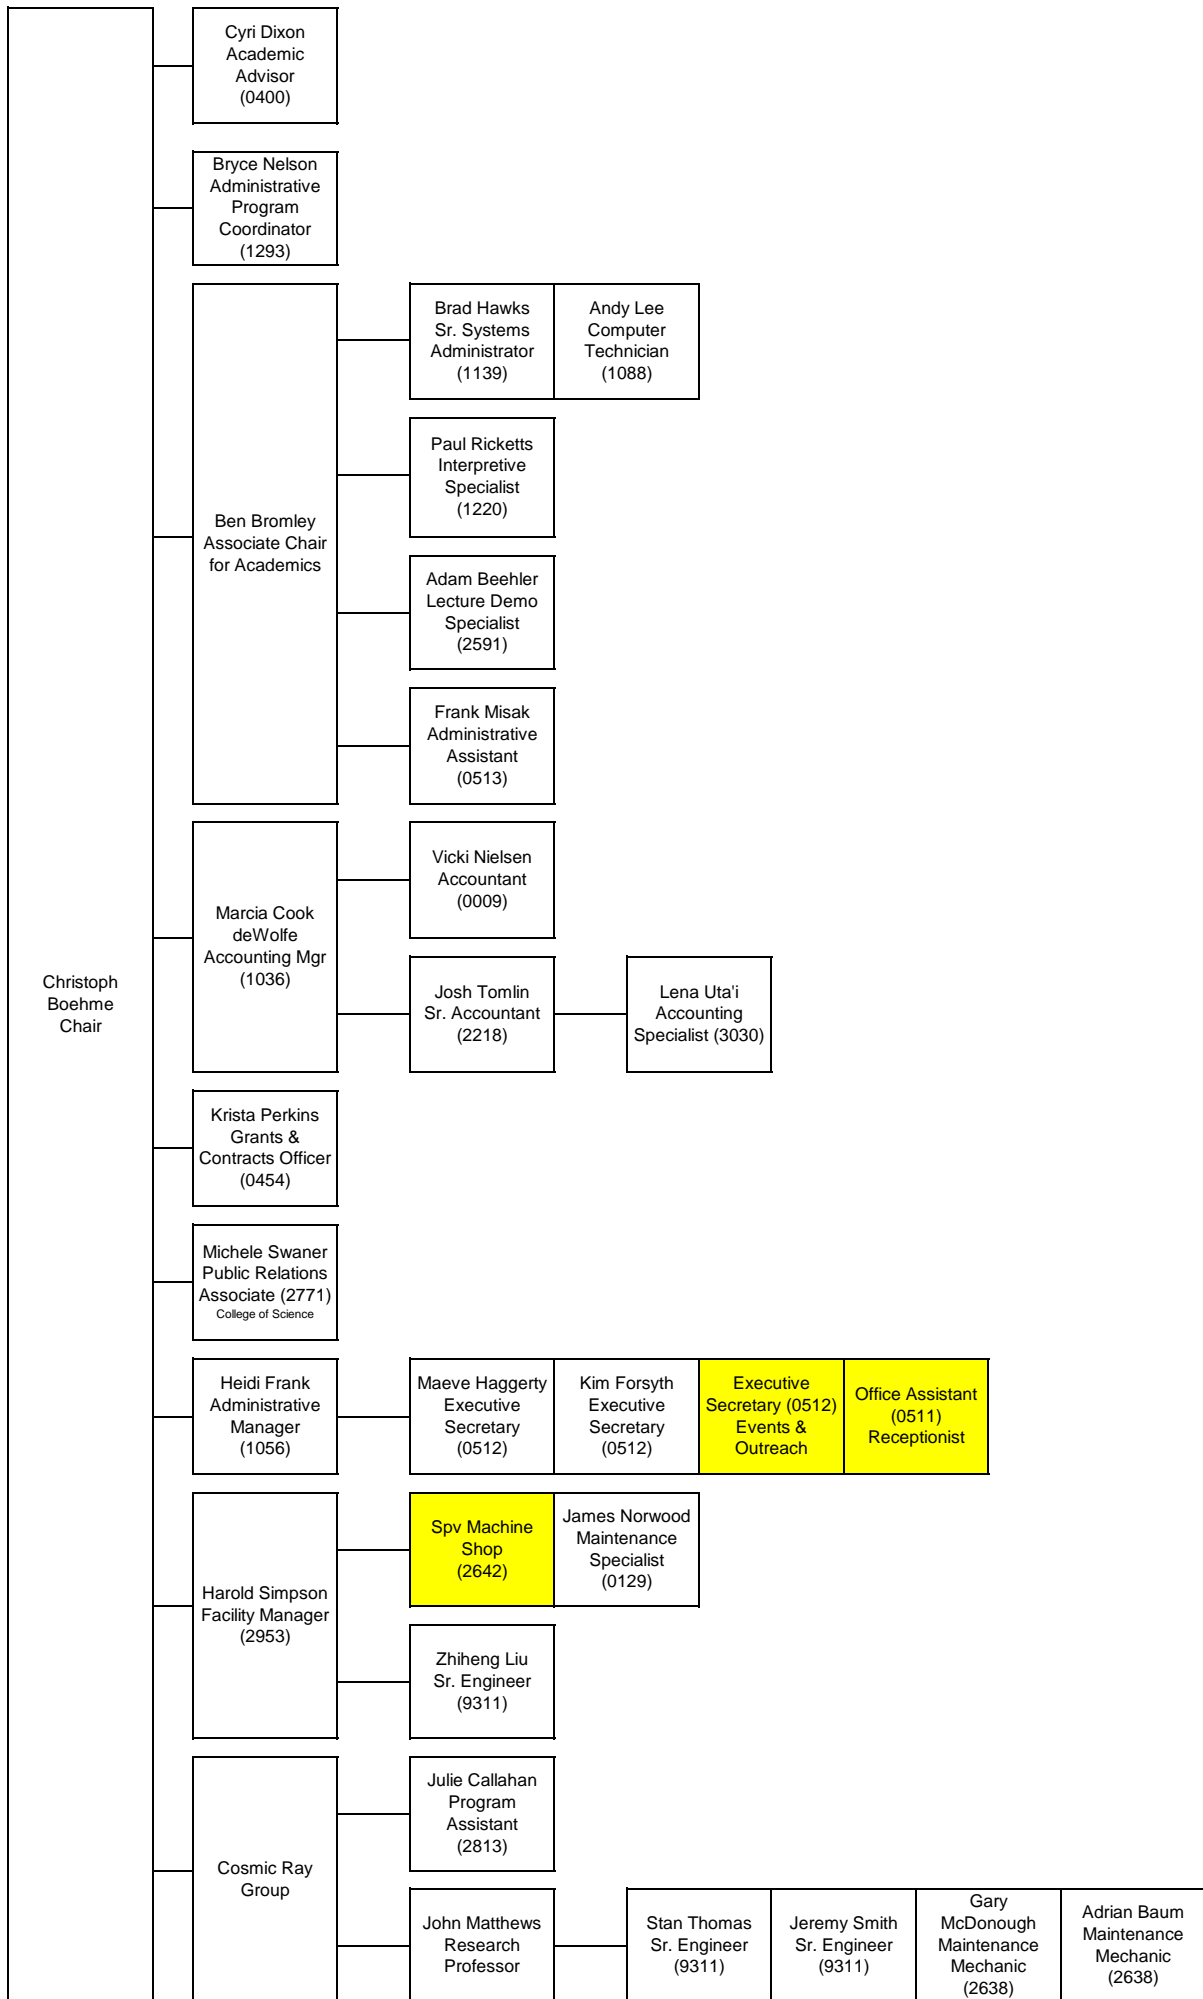 Christoph
Boehme
Chair
Cyri Dixon
Academic
Advisor
(0400)
Bryce Nelson
Administrative
Program
Coordinator
(1293)
Ben Bromley
Associate Chair
for Academics
Brad Hawks
Sr. Systems
Administrator
(1139)
Andy Lee
Computer
Technician
(1088)
Paul Ricketts
Interpretive
Specialist
(1220)
Adam Beehler
Lecture Demo
Specialist
(2591)
Frank Misak
Administrative
Assistant
(0513)
Marcia Cook
deWolfe
Accounting Mgr
(1036)
Vicki Nielsen
Accountant
(0009)
Josh Tomlin
Sr. Accountant
(2218)
Lena Uta'i
Accounting
Specialist (3030)
Krista Perkins
Grants &
Contracts Officer
(0454)
Michele Swaner
Public Relations
Associate (2771)
College of Science
Heidi Frank
Administrative
Manager
(1056)
Maeve Haggerty
Executive
Secretary
(0512)
Kim Forsyth
Executive
Secretary
(0512)
Executive
Secretary (0512)
Events &
Outreach
Office Assistant
(0511)
Receptionist
Harold Simpson
Facility Manager
(2953)
Spv Machine
Shop
(2642)
James Norwood
Maintenance
Specialist
(0129)
Zhiheng Liu
Sr. Engineer
(9311)
Cosmic Ray
Group
Julie Callahan
Program
Assistant
(2813)
John Matthews
Research
Professor
Stan Thomas
Sr. Engineer
(9311)
Jeremy Smith
Sr. Engineer
(9311)
Gary
McDonough
Maintenance
Mechanic
(2638)
Adrian Baum
Maintenance
Mechanic
(2638)